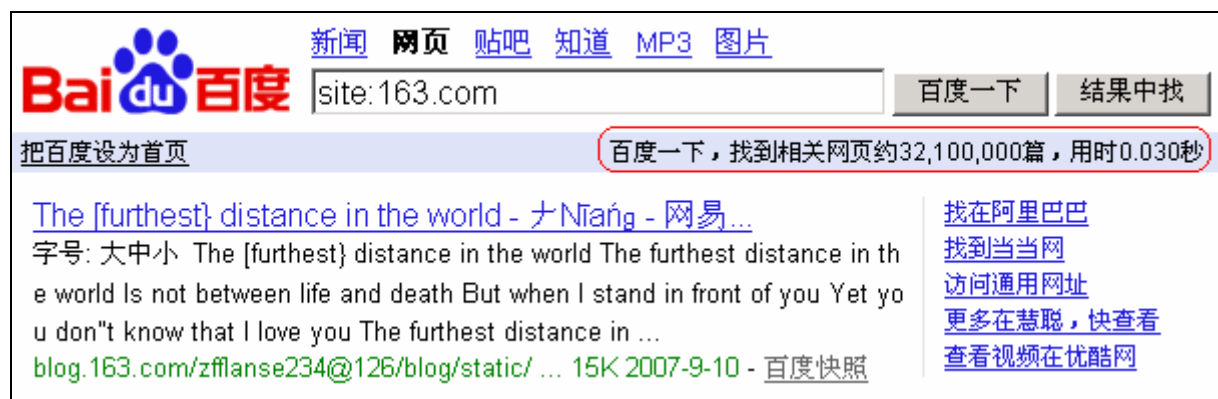 新闻 网页 贴吧 知道 MP3 图片
Bai du 百度 site:163.com 百度一下 结果中找
把百度设为首页 百度一下，找到相关网页约32,100,000篇，用时0.030秒
The [furthest} distance in the world - ナNīańg - 网易...
字号: 大中小 The [furthest} distance in the world The furthest distance in th
e world Is not between life and death But when I stand in front of you Yet yo
u don"t know that I love you The furthest distance in ...
blog.163.com/zfflanse234@126/blog/static/ ... 15K 2007-9-10 - 百度快照
找在阿里巴巴
找到当当网
访问通用网址
更多在慧聪，快查看
查看视频在优酷网